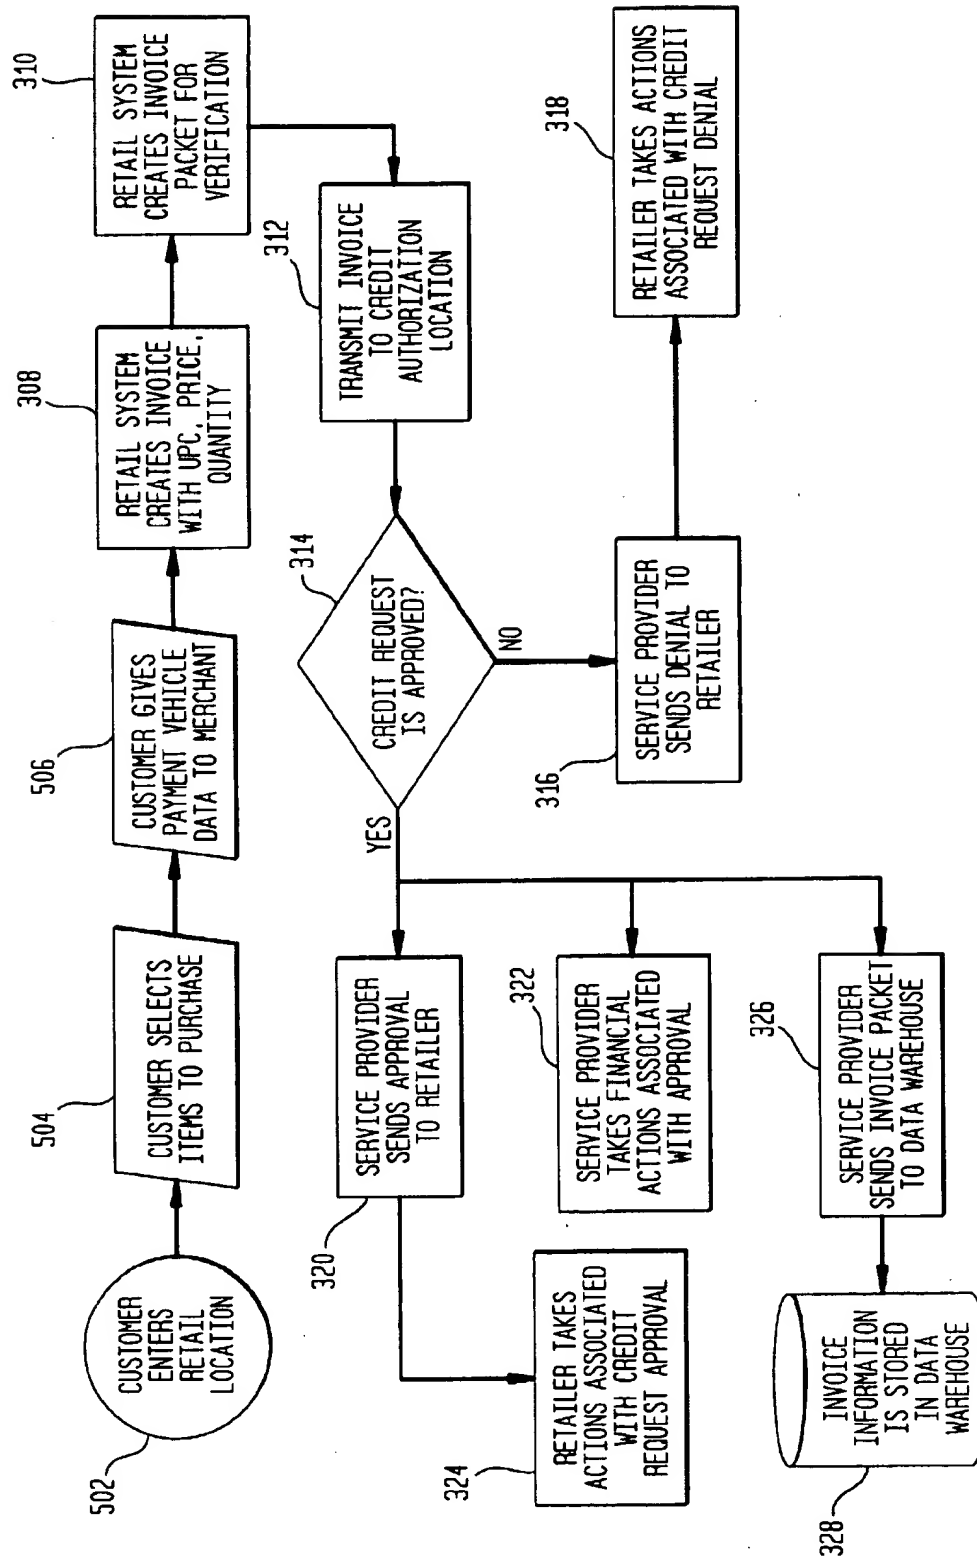 502
CUSTOMER
ENTERS
RETAIL
LOCATION
504
CUSTOMER SELECTS
ITEMS TO PURCHASE
506
CUSTOMER GIVES
PAYMENT VEHICLE
DATA TO MERCHANT
308
RETAIL SYSTEM
CREATES INVOICE
WITH UPC, PRICE,
QUANTITY
310
RETAIL SYSTEM
CREATES INVOICE
PACKET FOR
VERIFICATION
312
TRANSMIT INVOICE
TO CREDIT
AUTHORIZATION
LOCATION
314
CREDIT REQUEST
IS APPROVED?
YES
NO
316
SERVICE PROVIDER
SENDS DENIAL TO
RETAILER
318
RETAILER TAKES ACTIONS
ASSOCIATED WITH CREDIT
REQUEST DENIAL
320
SERVICE PROVIDER
SENDS APPROVAL
TO RETAILER
322
SERVICE PROVIDER
TAKES FINANCIAL
ACTIONS ASSOCIATED
WITH APPROVAL
324
RETAILER TAKES
ACTIONS ASSOCIATED
WITH CREDIT
REQUEST APPROVAL
326
SERVICE PROVIDER
SENDS INVOICE PACKET
TO DATA WAREHOUSE
328
INVOICE
INFORMATION
IS STORED
IN DATA
WAREHOUSE